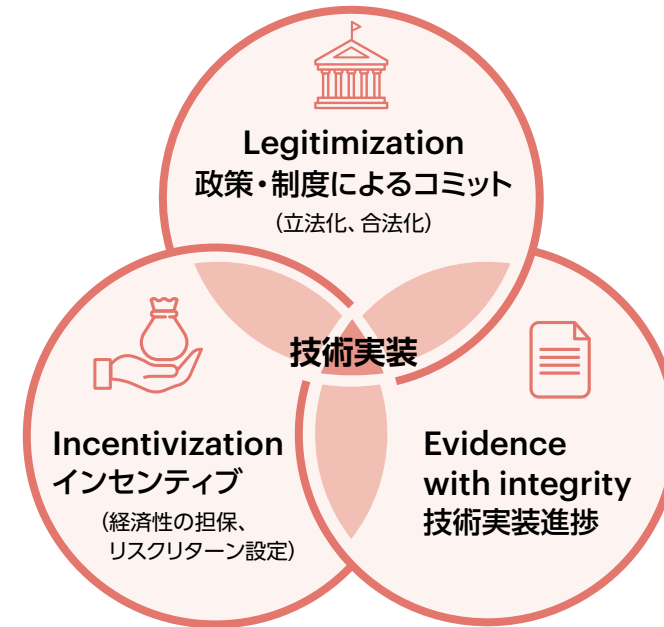 Legitimization
政策・制度によるコミット
（立法化、合法化）
技術実装
Incentivization
インセンティブ
（経済性の担保、
リスクリターン設定）
Evidence
with integrity
技術実装進捗